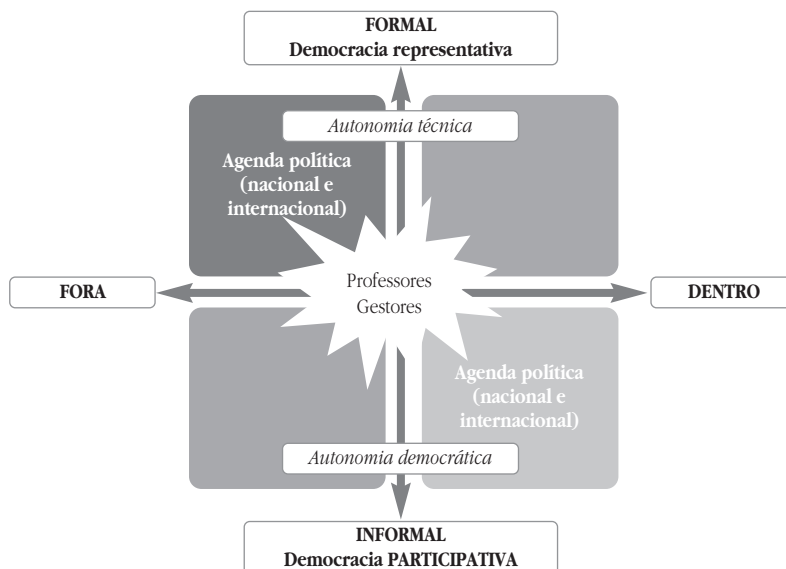 FORMAL
Democracia representativa
Autonomia técnica
Agenda política
(nacional e
internacional)
Professores
Gestores
FORA
DENTRO
Agenda política
(nacional e
internacional)
Autonomia democrática
INFORMAL
Democracia PARTICIPATIVA